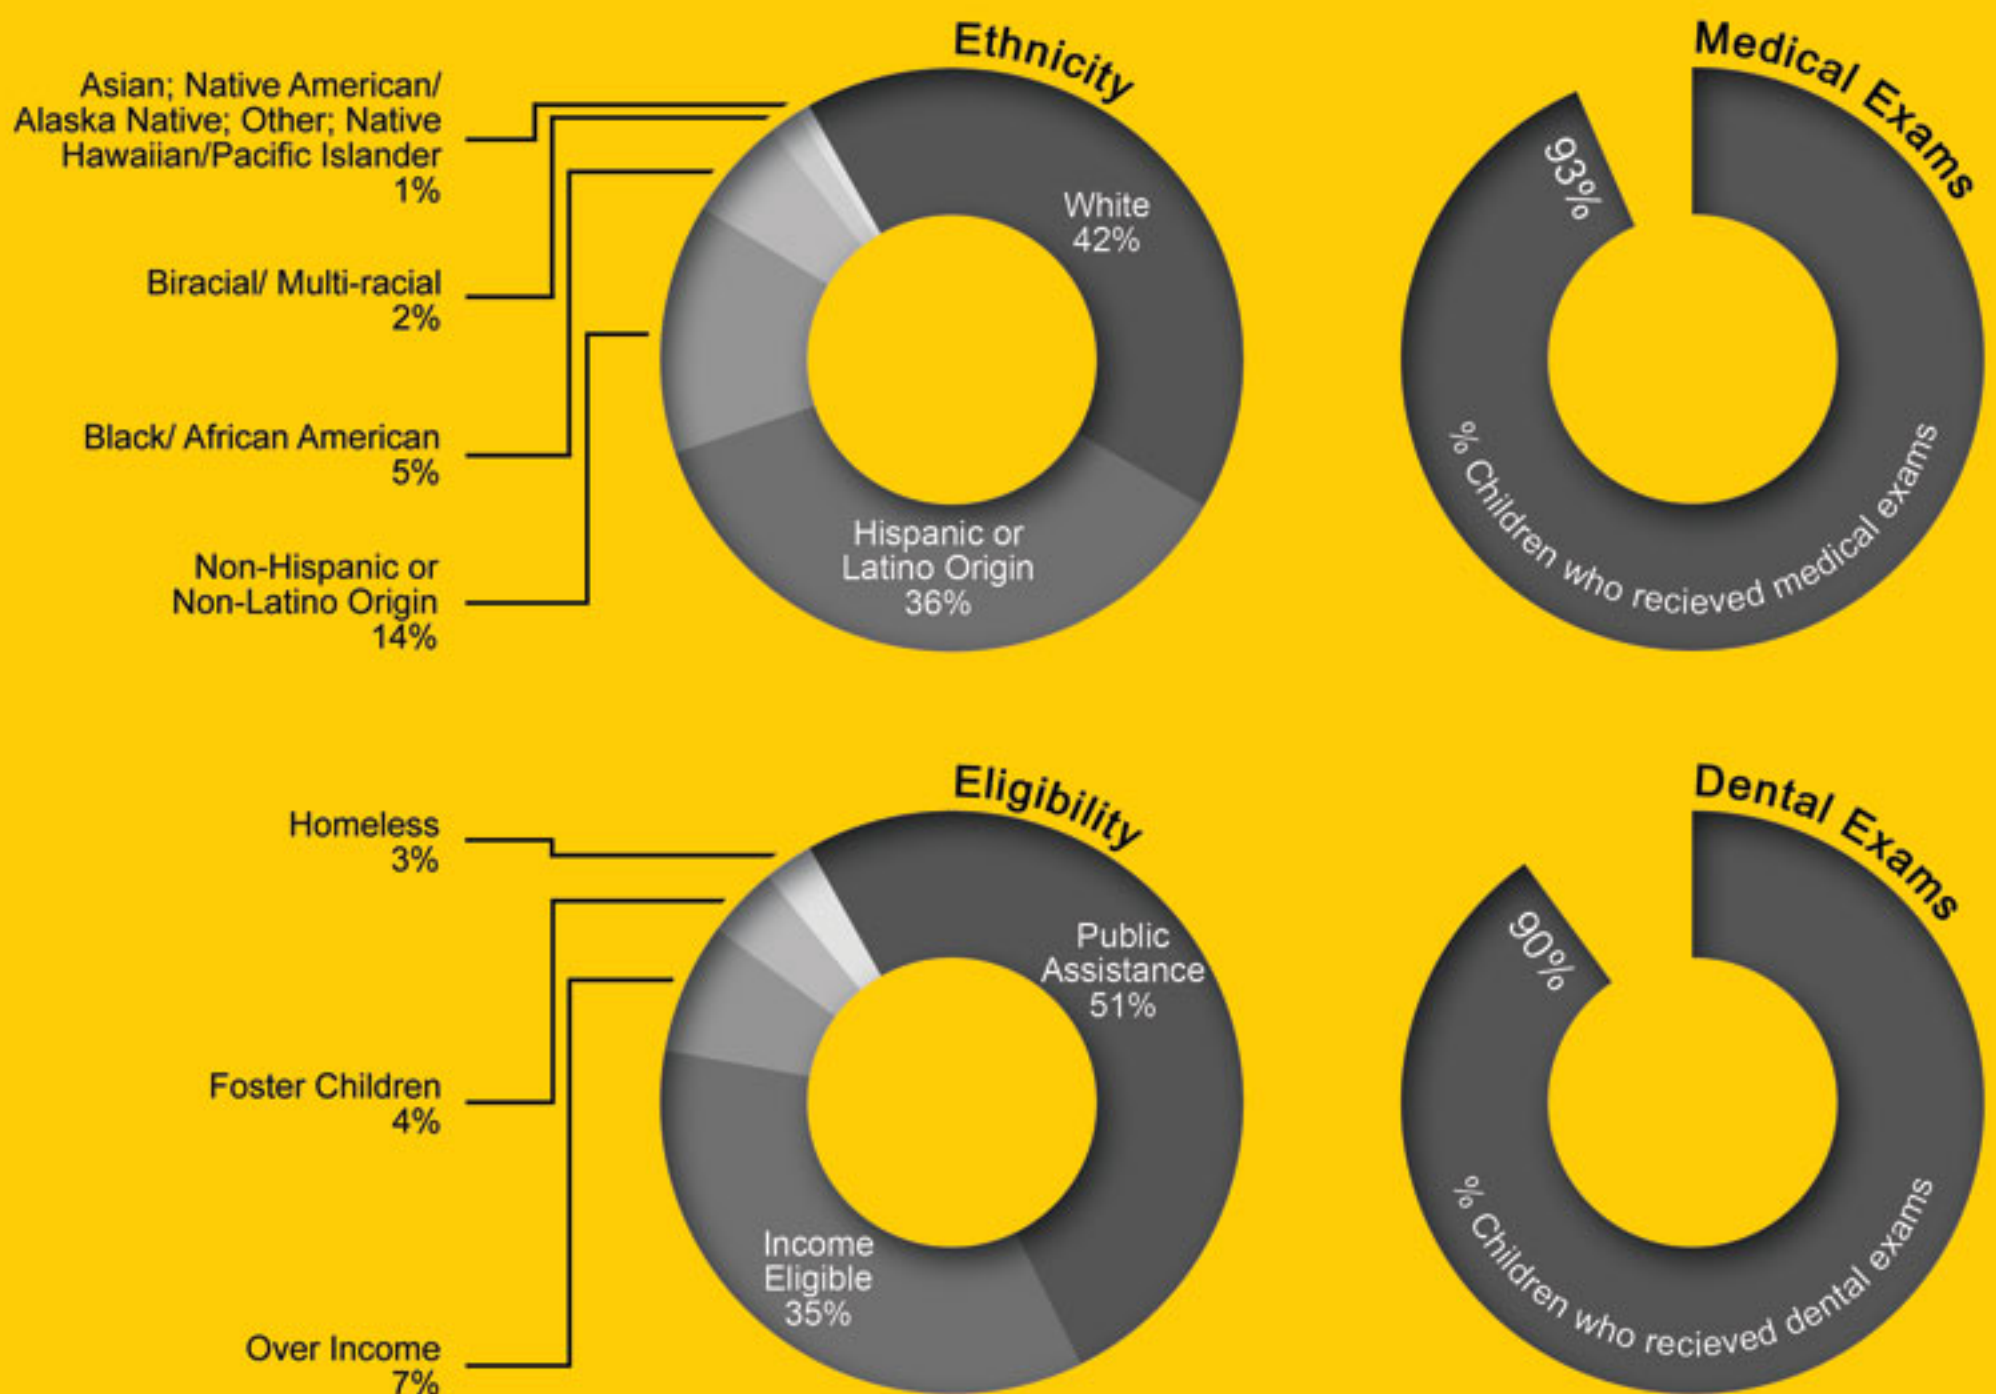 Ethnicity
Asian; Native American/
Alaska Native; Other; Native
Hawaiian/Pacific Islander
1%
Biracial/ Multi-racial
2%
Black/ African American
5%
Non-Hispanic or
Non-Latino Origin
14%
White
42%
Hispanic or
Latino Origin
36%
Medical Exams
93%
% Children who recieved medical exams
Eligibility
Homeless
3%
Foster Children
4%
Over Income
7%
Public
Assistance
51%
Income
Eligible
35%
Dental Exams
90%
% Children who recieved dental exams